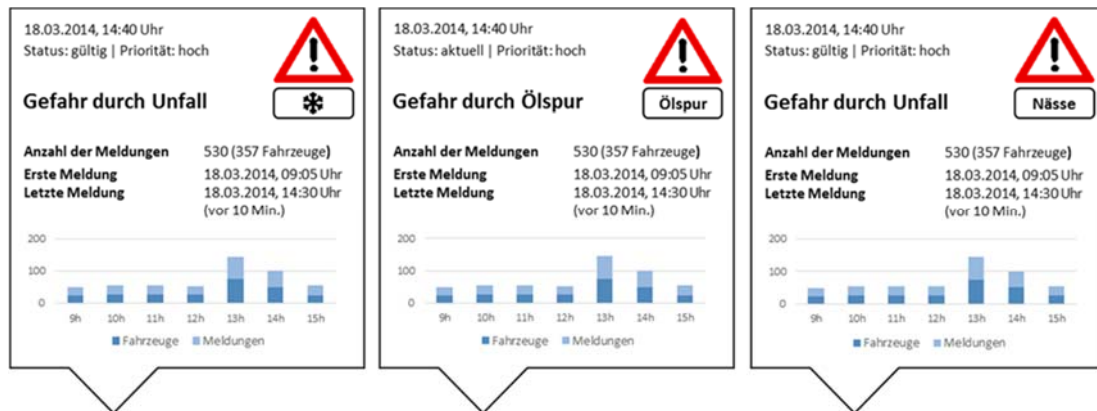 18.03.2014, 14:40 Uhr
Status: gültig | Priorität: hoch
Gefahr durch Unfall
Anzahl der Meldungen 530 (357 Fahrzeuge)
Erste Meldung 18.03.2014, 09:05 Uhr
Letzte Meldung 18.03.2014, 14:30 Uhr
(vor 10 Min.)
200
100
0
9h 10h 11h 12h 13h 14h 15h
Fahrzeuge Meldungen
18.03.2014, 14:40 Uhr
Status: aktuell | Priorität: hoch
Gefahr durch Ölspur
Ölspur
Anzahl der Meldungen 530 (357 Fahrzeuge)
Erste Meldung 18.03.2014, 09:05 Uhr
Letzte Meldung 18.03.2014, 14:30 Uhr
(vor 10 Min.)
200
100
0
9h 10h 11h 12h 13h 14h 15h
Fahrzeuge Meldungen
18.03.2014, 14:40 Uhr
Status: gültig | Priorität: hoch
Gefahr durch Unfall
Nässe
Anzahl der Meldungen 530 (357 Fahrzeuge)
Erste Meldung 18.03.2014, 09:05 Uhr
Letzte Meldung 18.03.2014, 14:30 Uhr
(vor 10 Min.)
200
100
0
9h 10h 11h 12h 13h 14h 15h
Fahrzeuge Meldungen